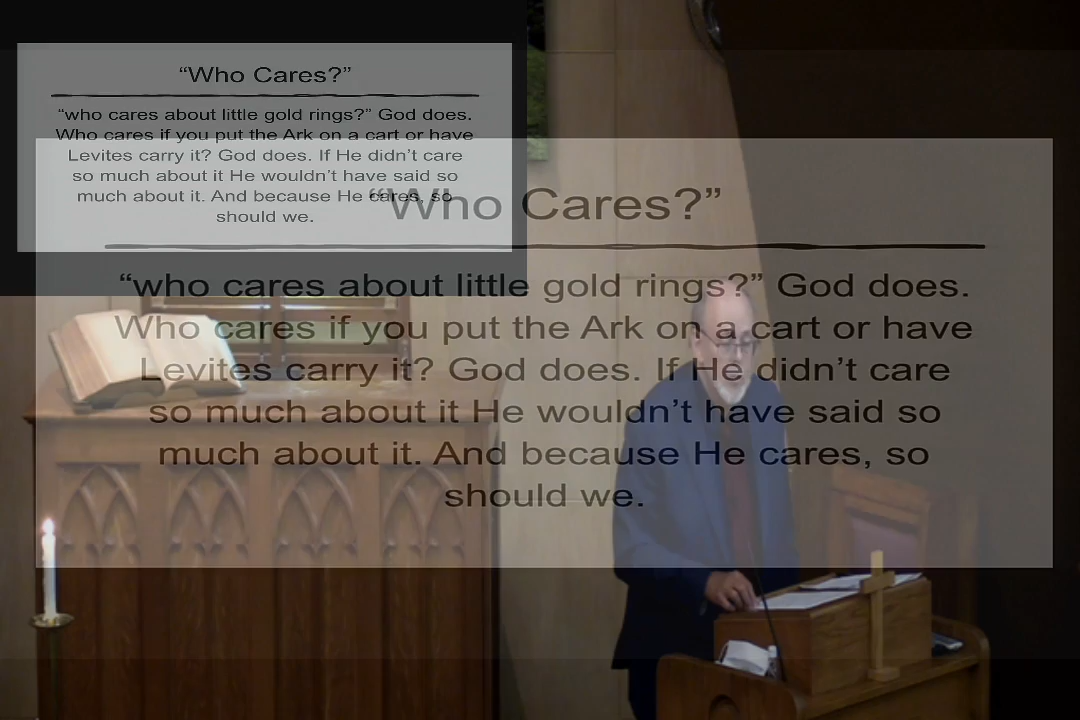 “Who Cares?”
“who cares about little gold rings?” God does.
Who cares if you put the Ark on a cart or have
Levites carry it? God does. If He didn’t care
so much about it He wouldn’t have said so
much about it. And because He cares, so
should we.
“Who Cares?”
“who cares about little gold rings?” God does.
Who cares if you put the Ark on a cart or have
Levites carry it? God does. If He didn’t care
so much about it He wouldn’t have said so
much about it. And because He cares, so
should we.